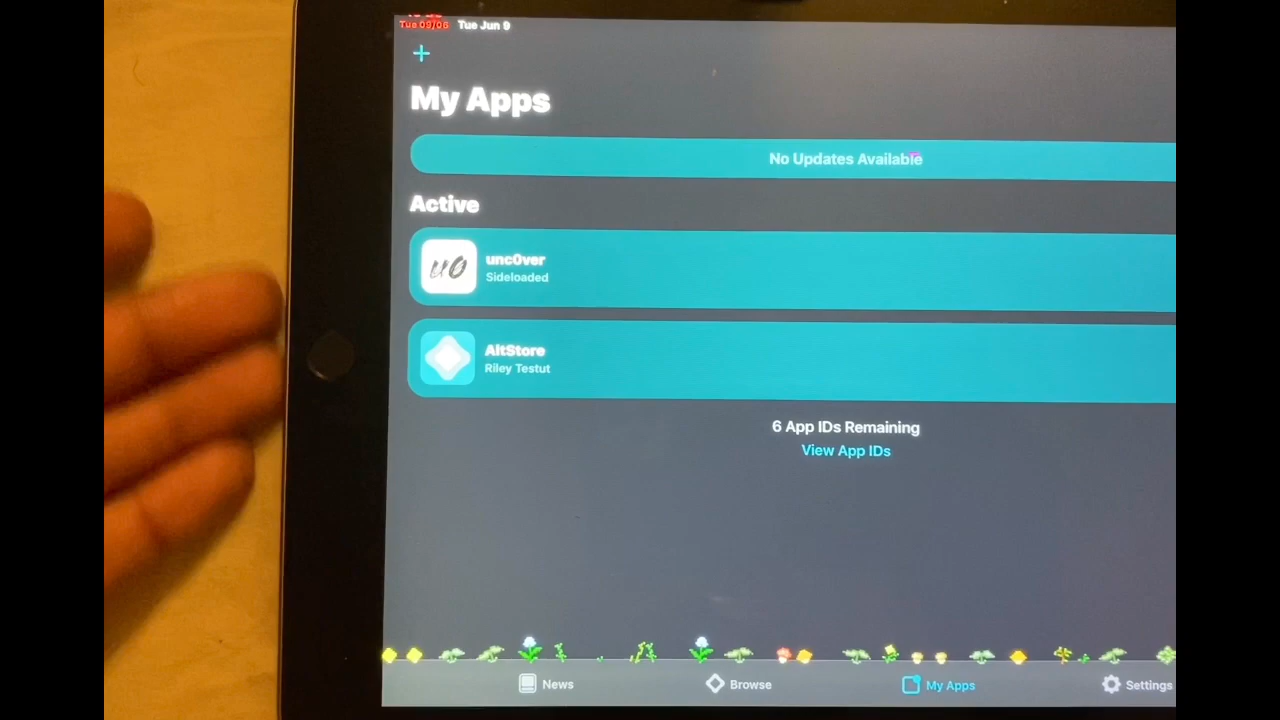 Tue 09/06 Tue Jun 9
My Apps
No Updates Available
Active
u0
unc0ver
Sideloaded
AltStore
Riley Testut
6 App IDs Remaining
View App IDs
News
Browse
My Apps
Settings